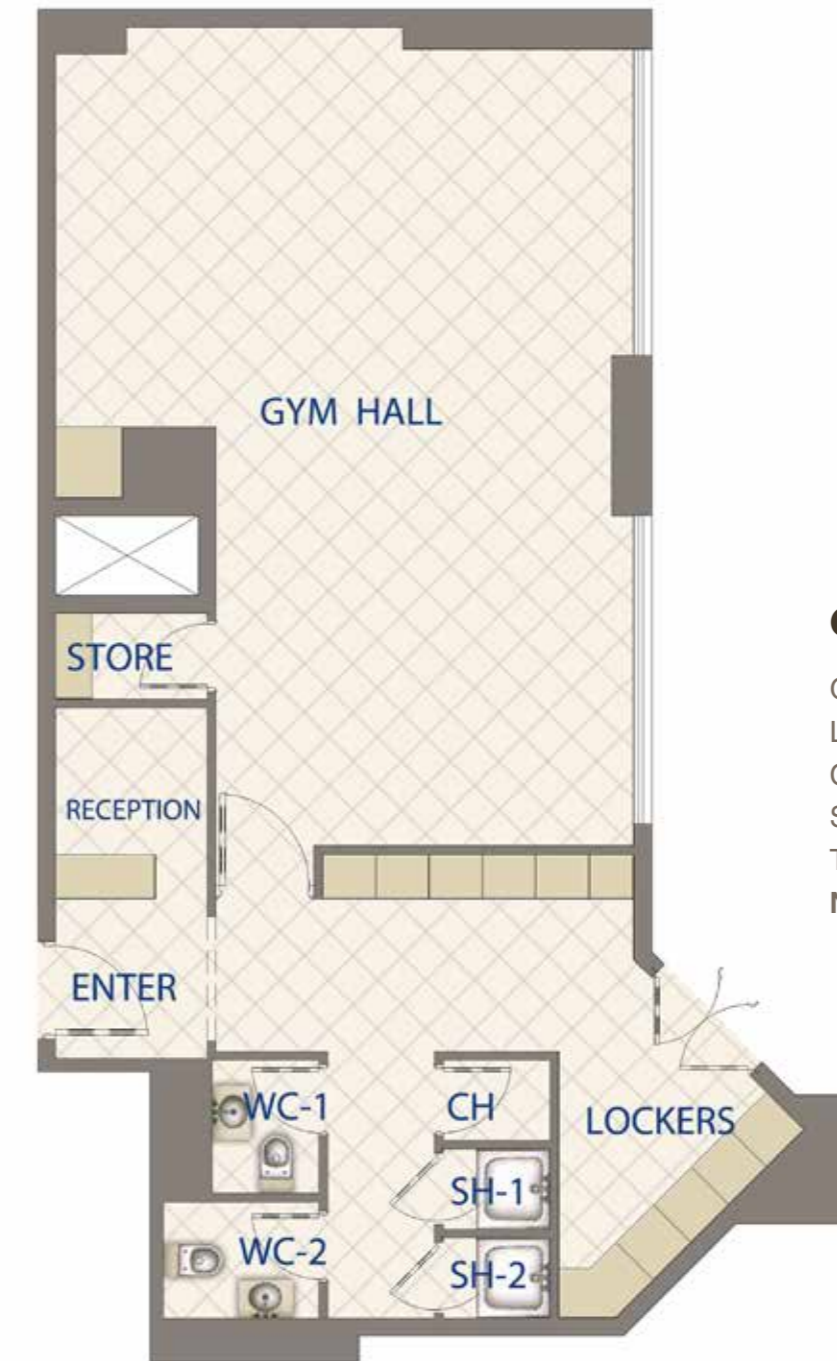 GYM HALL
STORE
RECEPTION
ENTER
WC-1
CH
LOCKERS
SH-1
WC-2
SH-2